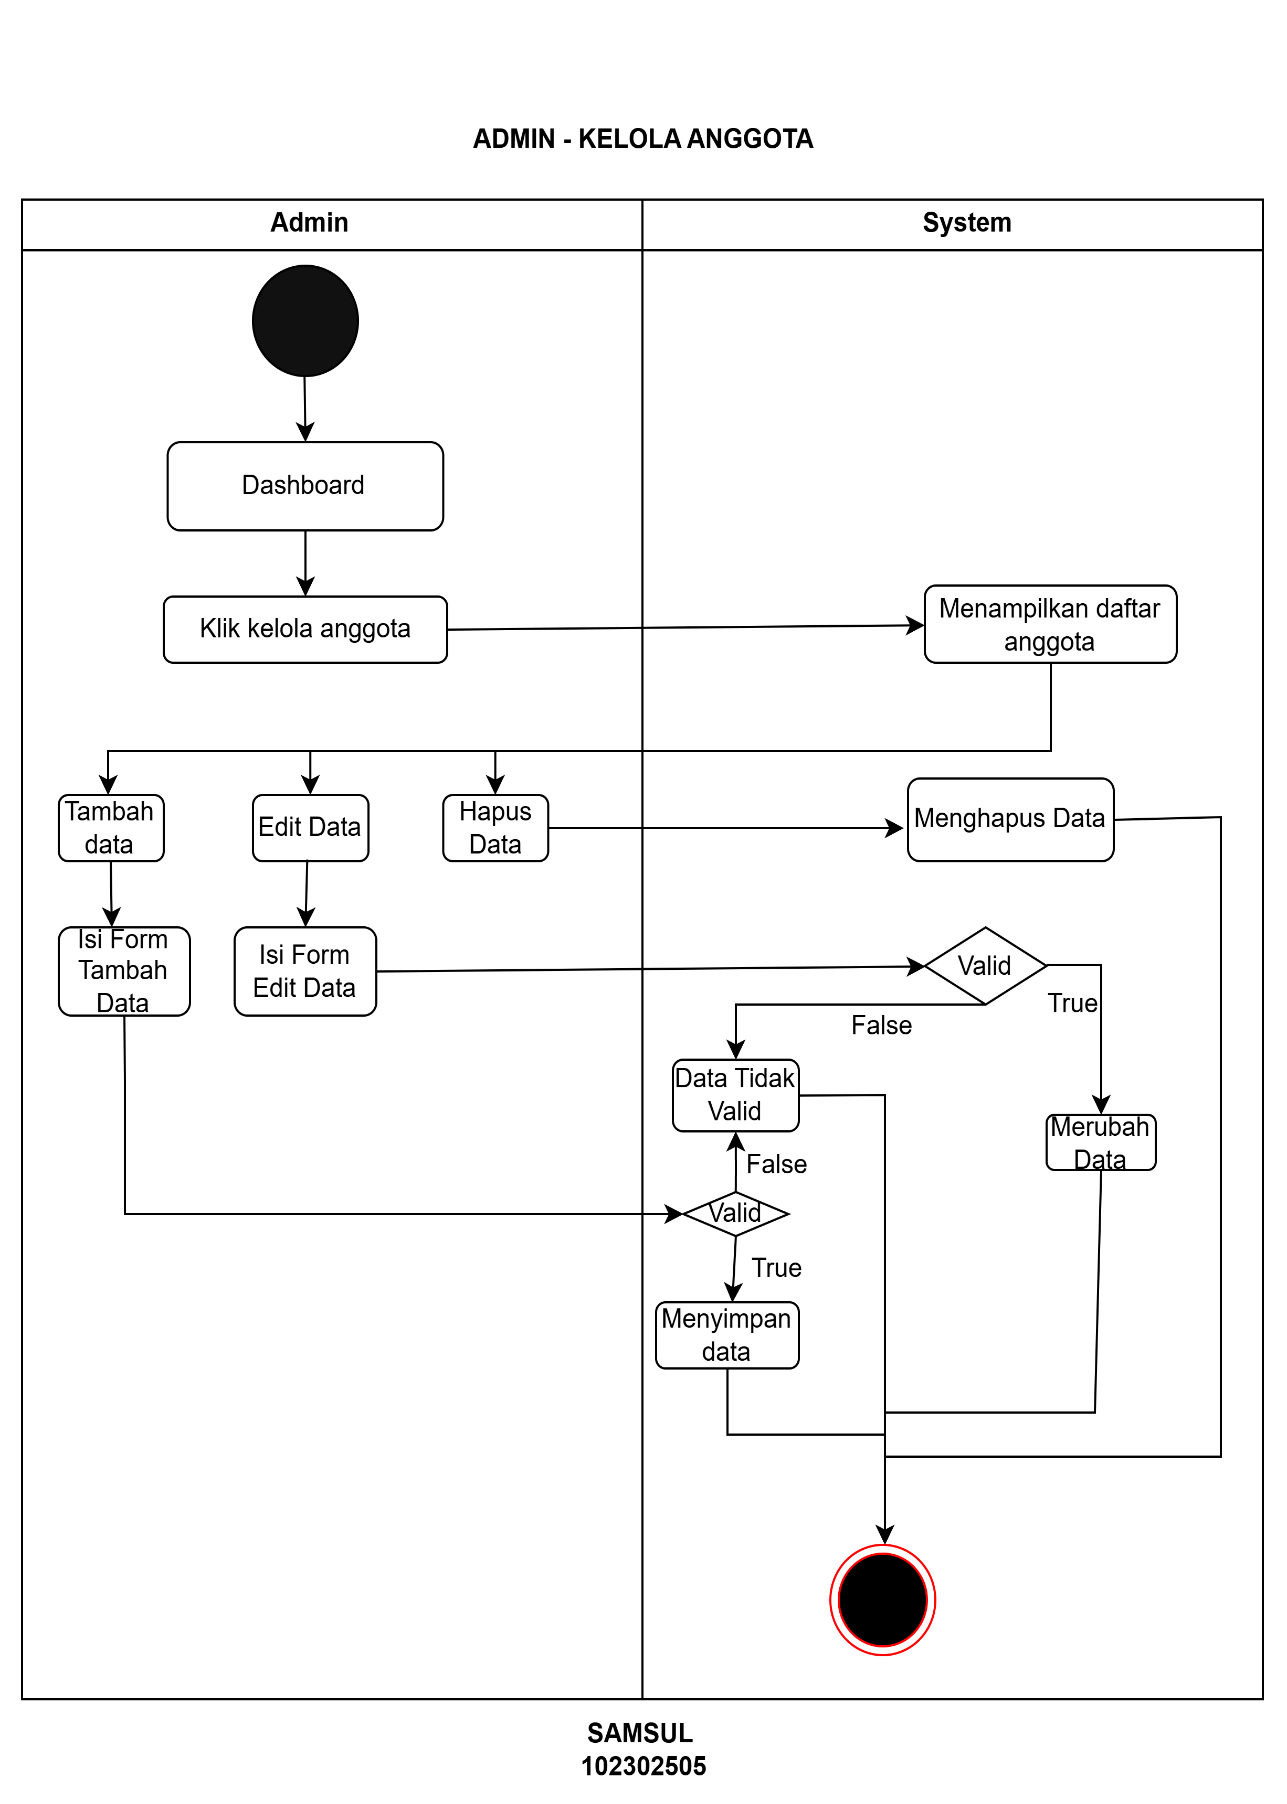 ADMIN - KELOLA ANGGOTA
Admin
System
Dashboard
Klik kelola anggota
Menampilkan daftar
anggota
Tambah
data
Edit Data
Hapus
Data
Menghapus Data
Isi Form
Tambah
Data
Isi Form
Edit Data
Valid
True
False
Data Tidak
Valid
Merubah
Data
False
Valid
True
Menyimpan
data
SAMSUL
102302505